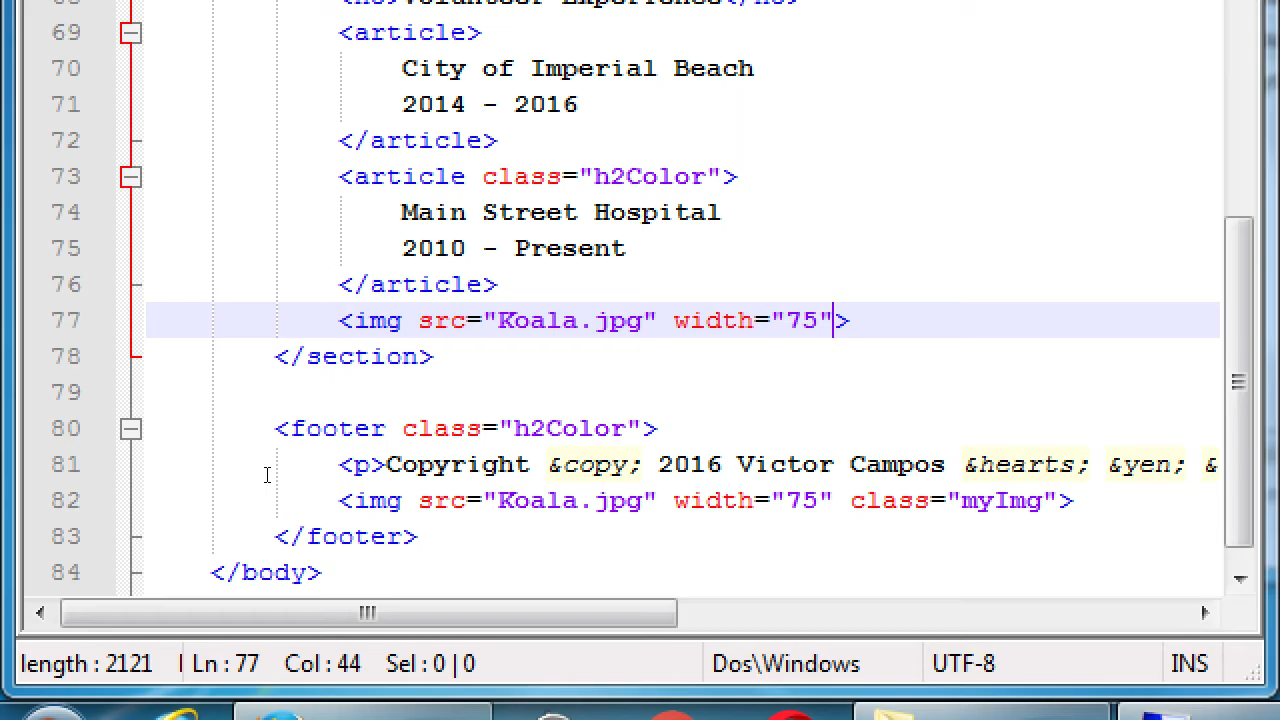 Volunteer Experience
69 <article>
70 City of Imperial Beach
71 2014 - 2016
72 </article>
73 <article class="h2Color">
74 Main Street Hospital
75 2010 - Present
76 </article>
77 <img src="Koala.jpg" width="75">
78 </section>
79
80 <footer class="h2Color">
81 <p>Copyright &copy; 2016 Victor Campos &hearts; &yen; &
82 <img src="Koala.jpg" width="75" class="myImg">
83 </footer>
84 </body>
length : 2121 Ln : 77 Col : 44 Sel : 0 | 0 Dos\Windows UTF-8 INS